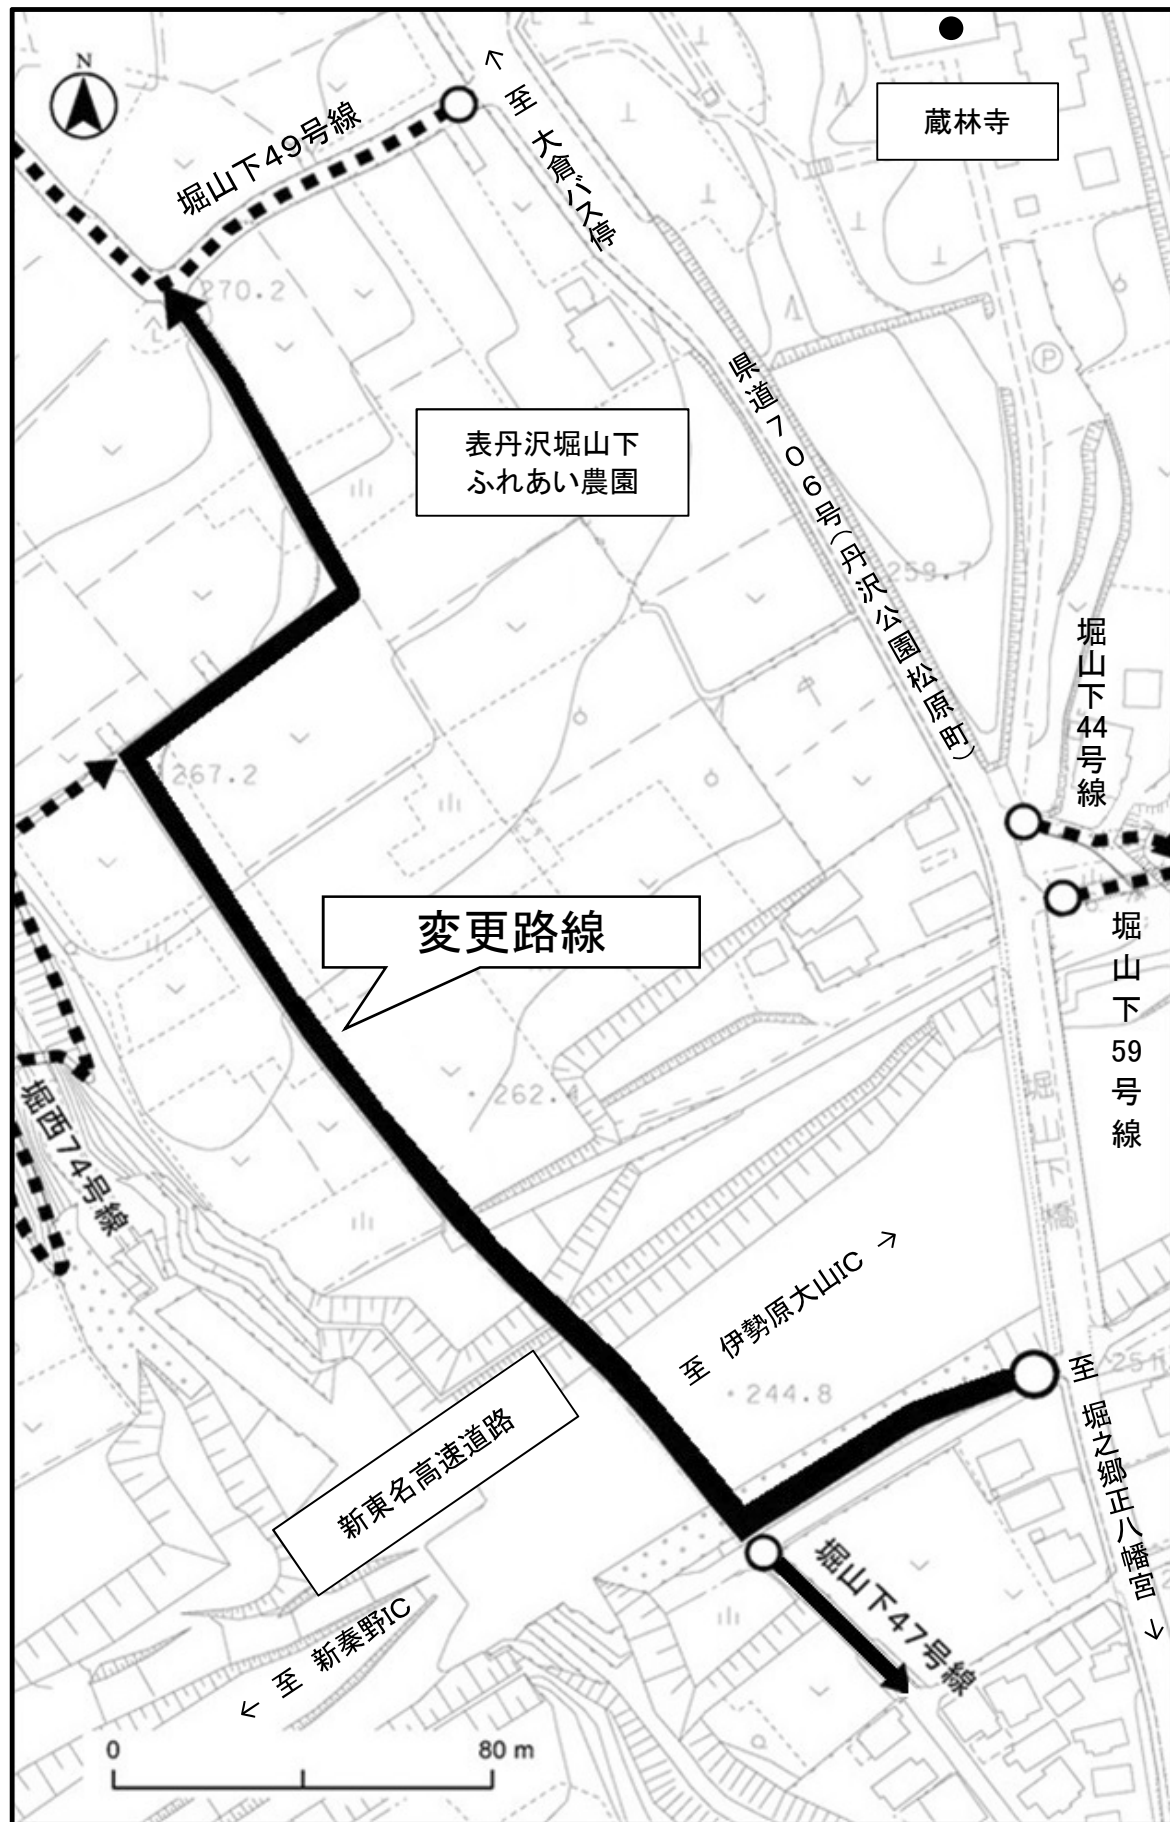 N
蔵林寺
↑ 至 大倉バス停
堀山下49号線
270.2
県道706号(丹沢公園松原町)
P
表丹沢堀山下
ふれあい農園
259.7
堀山下44号線
267.2
変更路線
堀山下59号線
262.4
堀西74号線
堀山下橋
至 伊勢原大山IC →
244.8
至 堀之郷正八幡宮 →
新東名高速道路
堀山下47号線
← 至 新秦野IC
0
80 m